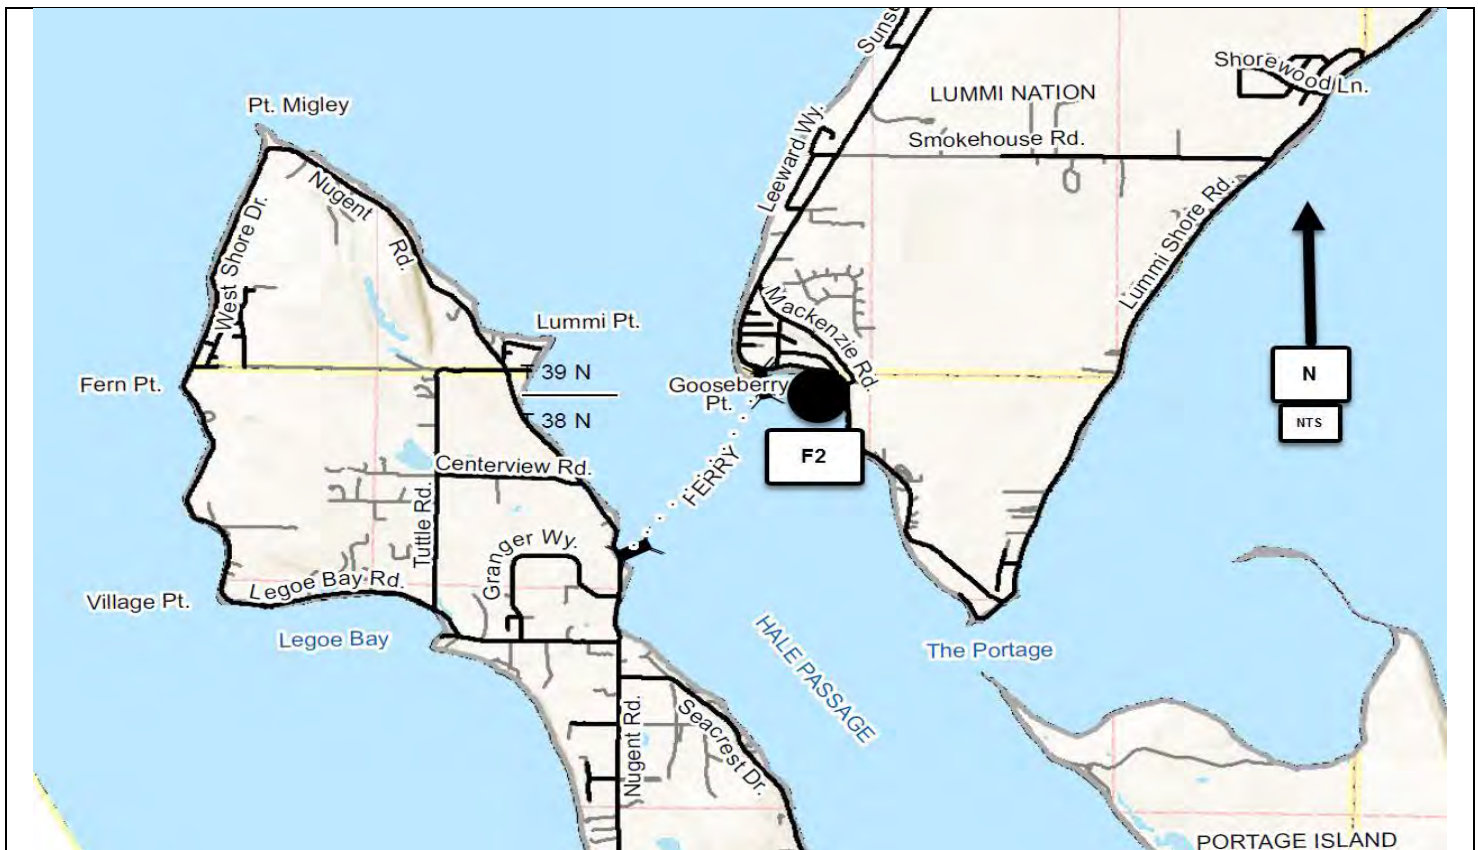 Sunse
Shorewood Ln.
LUMMI NATION
Pt. Migley
Leeward Wy.
Smokehouse Rd.
Nugent
Rd.
West Shore Dr.
Lummi Shore Rd.
Mackenzie Rd.
Lummi Pt.
T 39 N
N
Fern Pt.
Gooseberry
Pt.
T 38 N
NTS
F2
Centerview Rd.
FERRY
Tuttle Rd.
Granger Wy.
Legoe Bay Rd.
Village Pt.
Legoe Bay
HALE PASSAGE
The Portage
Nugent Rd.
Seacrest Dr.
PORTAGE ISLAND